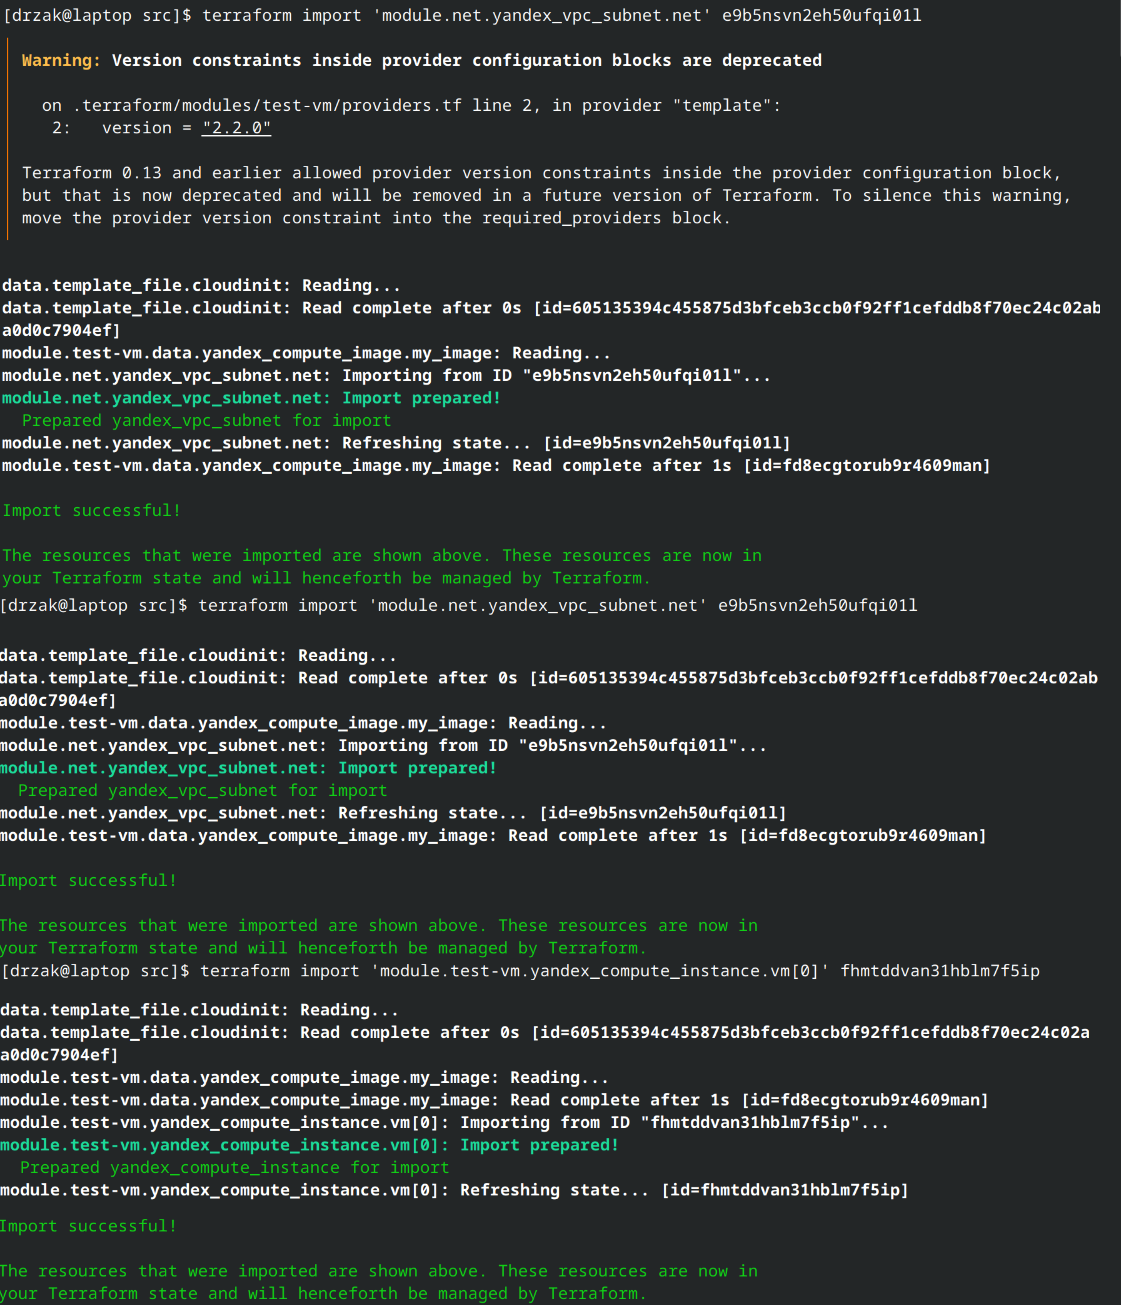 [drzak@laptop src]$ terraform import 'module.net.yandex_vpc_subnet.net' e9b5nsvn2eh50ufqi01l
Warning: Version constraints inside provider configuration blocks are deprecated
on .terraform/modules/test-vm/providers.tf line 2, in provider "template":
2: version = "2.2.0"
Terraform 0.13 and earlier allowed provider version constraints inside the provider configuration block,
but that is now deprecated and will be removed in a future version of Terraform. To silence this warning,
move the provider version constraint into the required_providers block.
data.template_file.cloudinit: Reading...
data.template_file.cloudinit: Read complete after 0s [id=605135394c455875d3bfceb3ccb0f92ff1cefddb8f70ec24c02ab
a0d0c7904ef]
module.test-vm.data.yandex_compute_image.my_image: Reading...
module.net.yandex_vpc_subnet.net: Importing from ID "e9b5nsvn2eh50ufqi01l"...
module.net.yandex_vpc_subnet.net: Import prepared!
Prepared yandex_vpc_subnet for import
module.net.yandex_vpc_subnet.net: Refreshing state... [id=e9b5nsvn2eh50ufqi01l]
module.test-vm.data.yandex_compute_image.my_image: Read complete after 1s [id=fd8ecgtorub9r4609man]
Import successful!
The resources that were imported are shown above. These resources are now in
your Terraform state and will henceforth be managed by Terraform.
[drzak@laptop src]$ terraform import 'module.net.yandex_vpc_subnet.net' e9b5nsvn2eh50ufqi01l
data.template_file.cloudinit: Reading...
data.template_file.cloudinit: Read complete after 0s [id=605135394c455875d3bfceb3ccb0f92ff1cefddb8f70ec24c02ab
a0d0c7904ef]
module.test-vm.data.yandex_compute_image.my_image: Reading...
module.net.yandex_vpc_subnet.net: Importing from ID "e9b5nsvn2eh50ufqi01l"...
module.net.yandex_vpc_subnet.net: Import prepared!
Prepared yandex_vpc_subnet for import
module.net.yandex_vpc_subnet.net: Refreshing state... [id=e9b5nsvn2eh50ufqi01l]
module.test-vm.data.yandex_compute_image.my_image: Read complete after 1s [id=fd8ecgtorub9r4609man]
Import successful!
The resources that were imported are shown above. These resources are now in
your Terraform state and will henceforth be managed by Terraform.
[drzak@laptop src]$ terraform import 'module.test-vm.yandex_compute_instance.vm[0]' fhmtddvan31hblm7f5ip
data.template_file.cloudinit: Reading...
data.template_file.cloudinit: Read complete after 0s [id=605135394c455875d3bfceb3ccb0f92ff1cefddb8f70ec24c02a
a0d0c7904ef]
module.test-vm.data.yandex_compute_image.my_image: Reading...
module.test-vm.data.yandex_compute_image.my_image: Read complete after 1s [id=fd8ecgtorub9r4609man]
module.test-vm.yandex_compute_instance.vm[0]: Importing from ID "fhmtddvan31hblm7f5ip"...
module.test-vm.yandex_compute_instance.vm[0]: Import prepared!
Prepared yandex_compute_instance for import
module.test-vm.yandex_compute_instance.vm[0]: Refreshing state... [id=fhmtddvan31hblm7f5ip]
Import successful!
The resources that were imported are shown above. These resources are now in
your Terraform state and will henceforth be managed by Terraform.